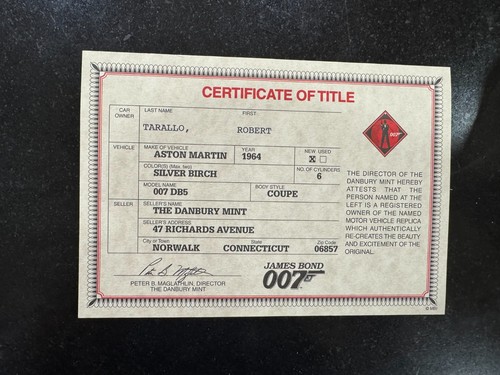 CERTIFICATE OF TITLE
CAR OWNER
LAST NAME FIRST
TARALLO, ROBERT
VEHICLE
MAKE OF VEHICLE YEAR NEW USED
ASTON MARTIN 1964 X
COLOR(S) (Max. two) NO. OF CYLINDERS
SILVER BIRCH 6
MODEL NAME BODY STYLE
007 DB5 COUPE
SELLER
SELLER'S NAME
THE DANBURY MINT
SELLER'S ADDRESS
47 RICHARDS AVENUE
City or Town State Zip Code
NORWALK CONNECTICUT 06857
PETER B. MAGLATHLIN, DIRECTOR
THE DANBURY MINT
JAMES BOND
007
007
THE DIRECTOR OF THE
DANBURY MINT HEREBY
ATTESTS THAT THE
PERSON NAMED AT THE
LEFT IS A REGISTERED
OWNER OF THE NAMED
MOTOR VEHICLE REPLICA
WHICH AUTHENTICALLY
RE-CREATES THE BEAUTY
AND EXCITEMENT OF THE
ORIGINAL.